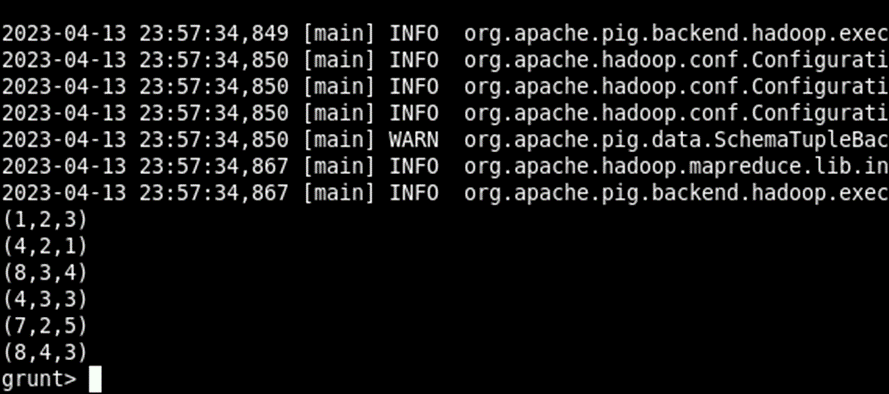 2023-04-13 23:57:34,849 [main] INFO  org.apache.pig.backend.hadoop.exec
2023-04-13 23:57:34,850 [main] INFO  org.apache.hadoop.conf.Configurati
2023-04-13 23:57:34,850 [main] INFO  org.apache.hadoop.conf.Configurati
2023-04-13 23:57:34,850 [main] INFO  org.apache.hadoop.conf.Configurati
2023-04-13 23:57:34,850 [main] WARN  org.apache.pig.data.SchemaTupleBac
2023-04-13 23:57:34,867 [main] INFO  org.apache.hadoop.mapreduce.lib.in
2023-04-13 23:57:34,867 [main] INFO  org.apache.pig.backend.hadoop.exec
(1,2,3)
(4,2,1)
(8,3,4)
(4,3,3)
(7,2,5)
(8,4,3)
grunt>